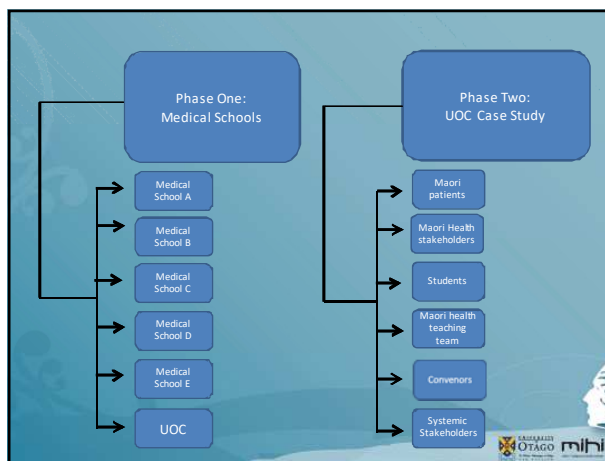 Phase One:
Medical Schools
Medical
School A
Medical
School B
Medical
School C
Medical
School D
Medical
School E
UOC
Phase Two:
UOC Case Study
Maori
patients
Maori Health
stakeholders
Students
Maori health
teaching
team
Convenors
Systemic
Stakeholders
UNIVERSITY
OTAGO
mihi